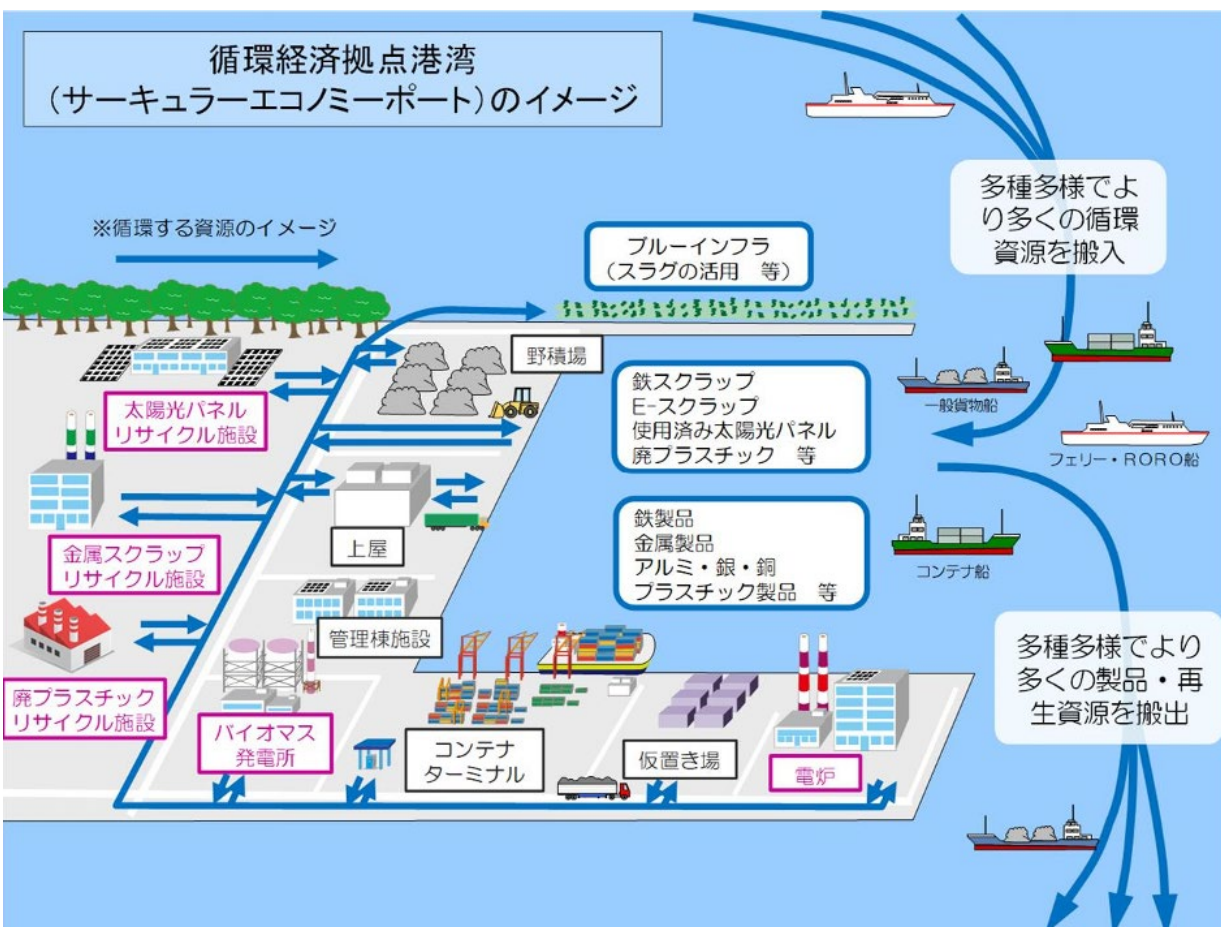 循環経済拠点港湾
(サーキュラーエコノミーポート)のイメージ
※循環する資源のイメージ
多種多様でよ
り多くの循環
資源を搬入
ブルーインフラ
(スラグの活用　等)
野積場
太陽光パネル
リサイクル施設
鉄スクラップ
E-スクラップ
使用済み太陽光パネル
廃プラスチック　等
一般貨物船
フェリー・RORO船
金属スクラップ
リサイクル施設
上屋
鉄製品
金属製品
アルミ・銀・銅
プラスチック製品　等
コンテナ船
管理棟施設
廃プラスチック
リサイクル施設
バイオマス
発電所
コンテナ
ターミナル
仮置き場
電炉
多種多様でより
多くの製品・再
生資源を搬出